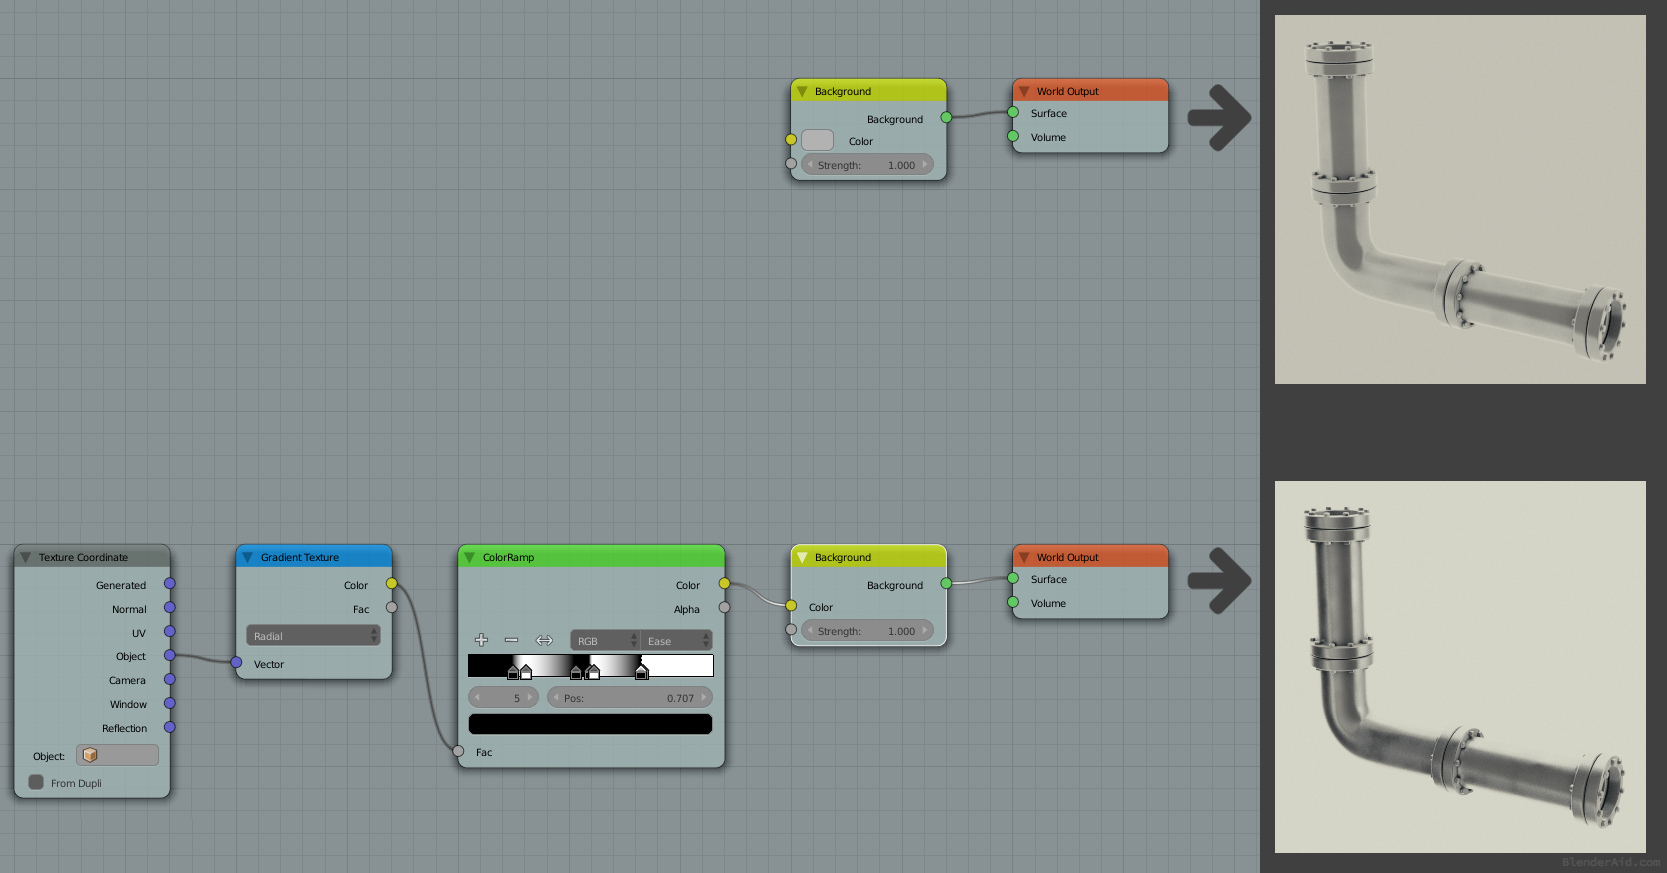 Background
Background
Color
Strength: 1.000
World Output
Surface
Volume
Texture Coordinate
Generated
Normal
UV
Object
Camera
Window
Reflection
Object:
From Dupli
Gradient Texture
Color
Fac
Radial
Vector
ColorRamp
Color
Alpha
RGB Ease
5 Pos: 0.707
Fac
Background
Background
Color
Strength: 1.000
World Output
Surface
Volume
BlenderAid.com